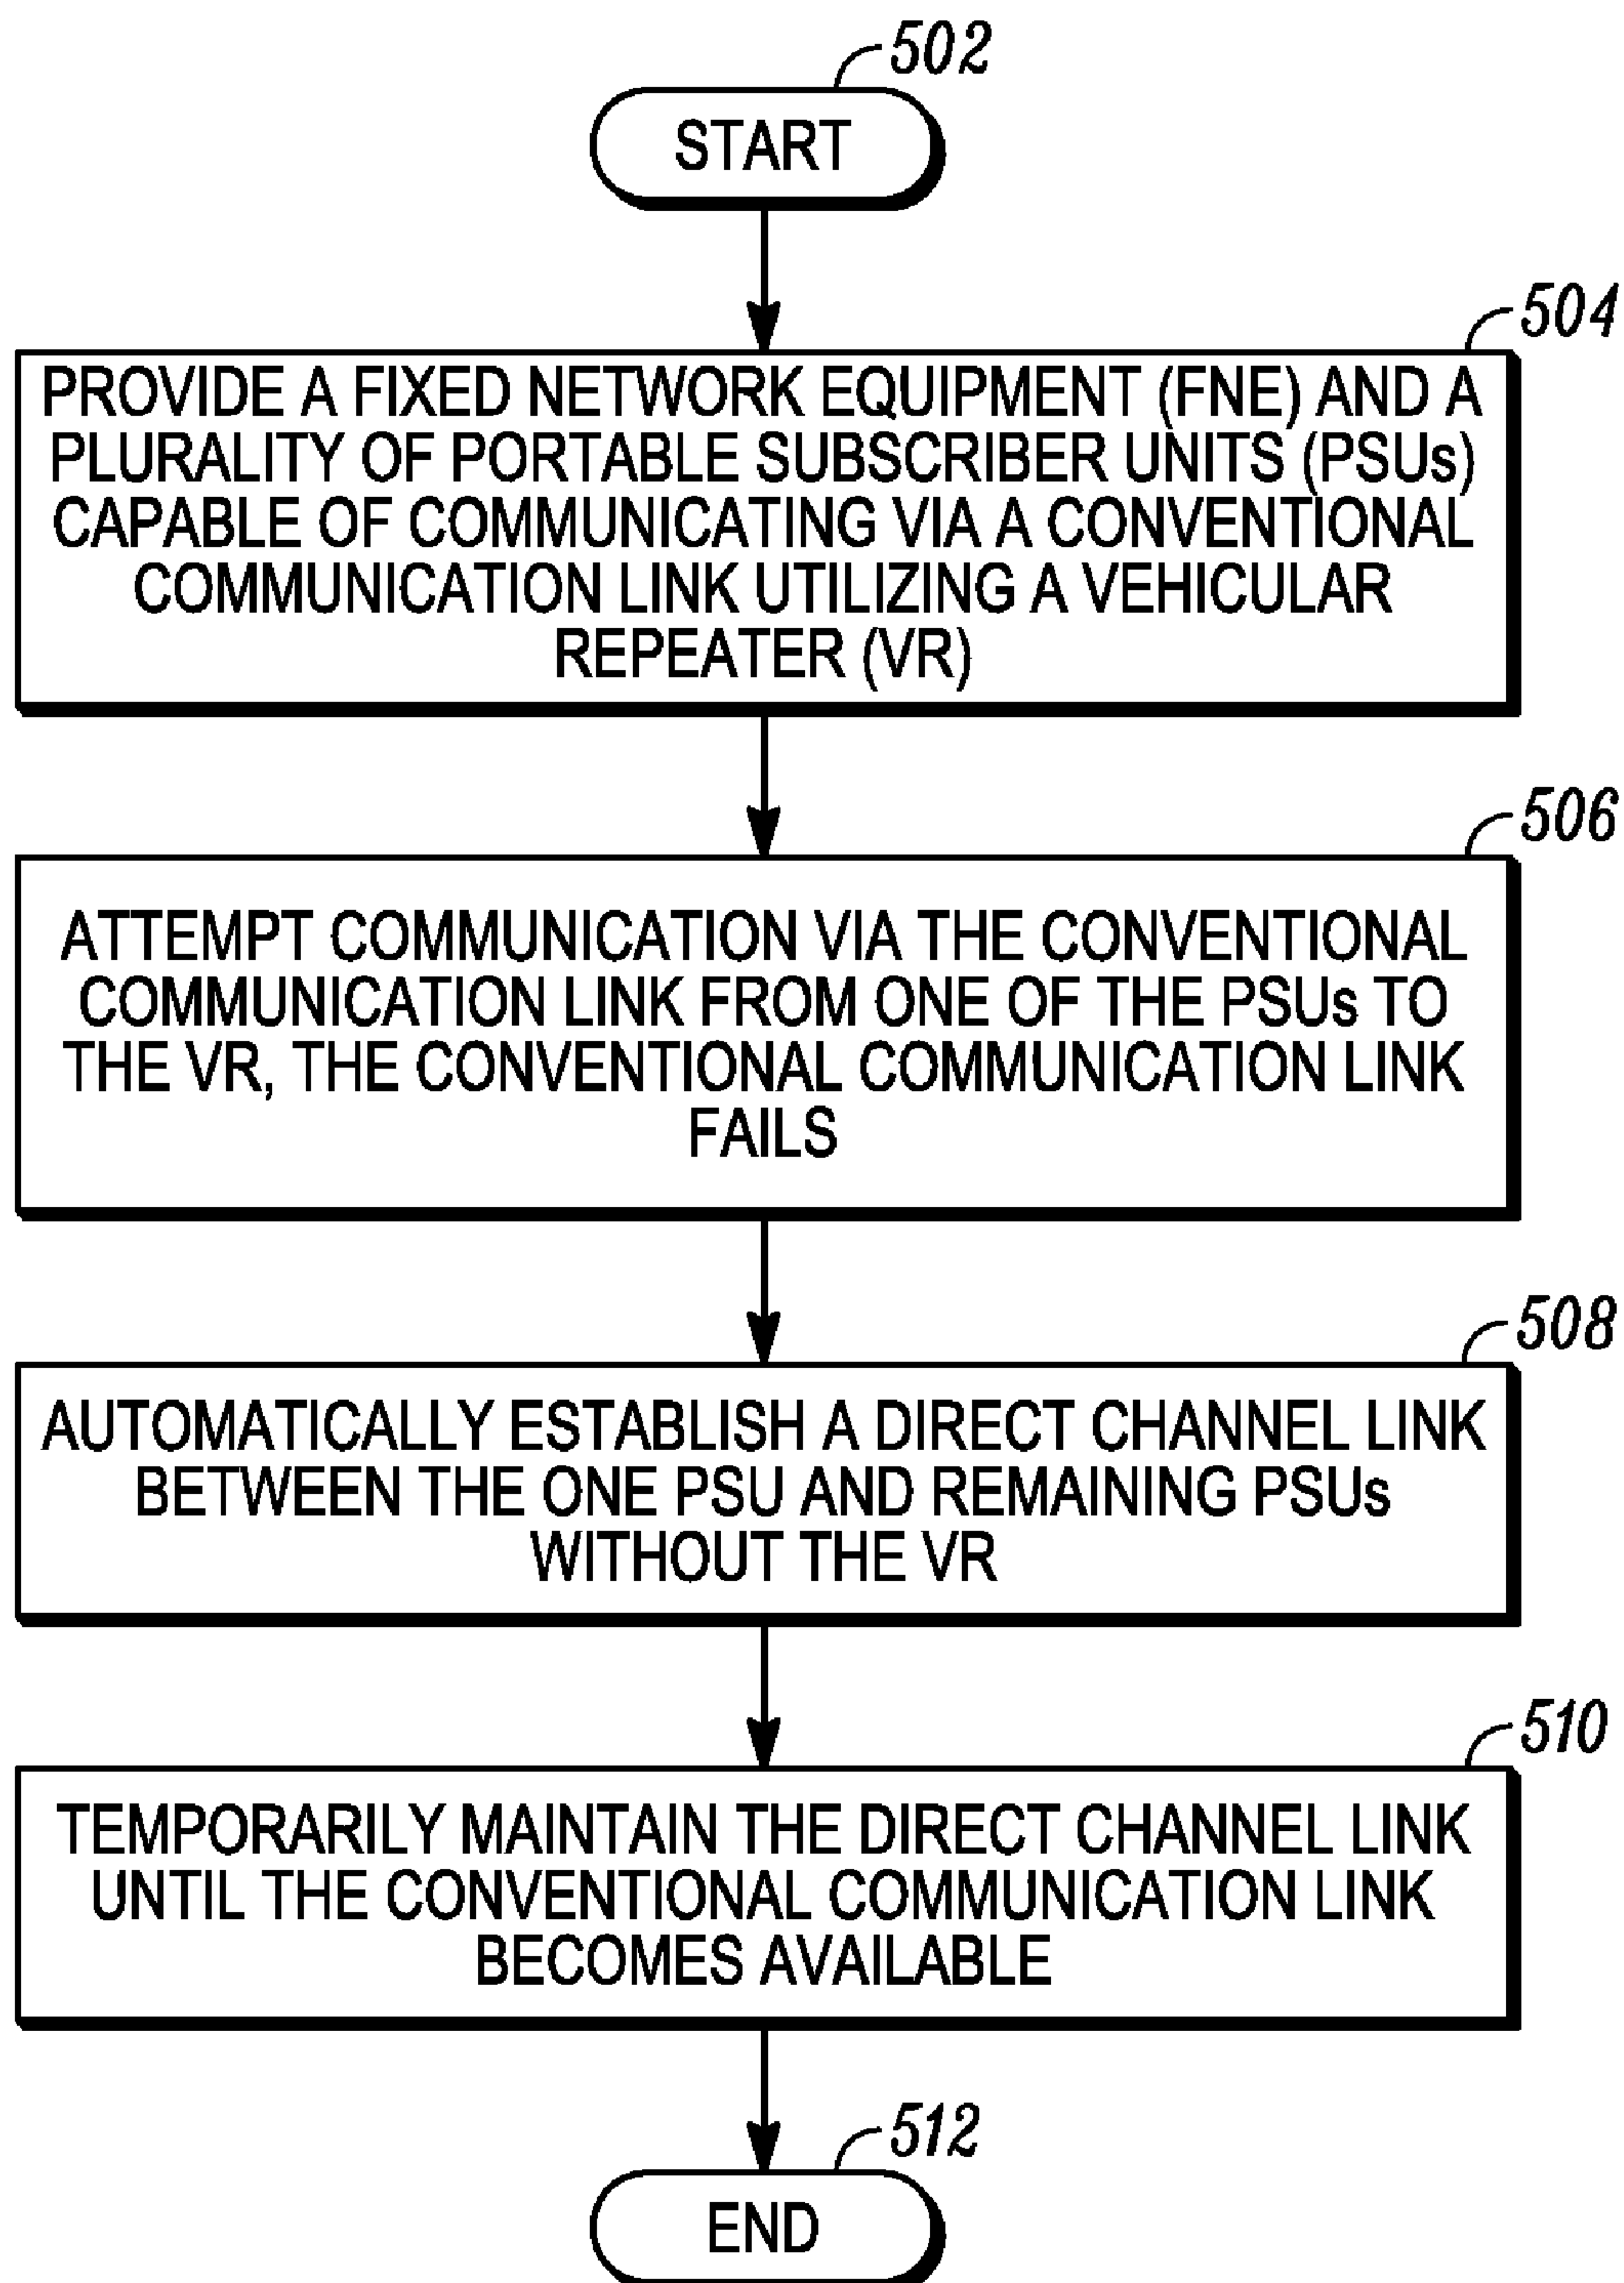 502
START
504
PROVIDE A FIXED NETWORK EQUIPMENT (FNE) AND A
PLURALITY OF PORTABLE SUBSCRIBER UNITS (PSUs)
CAPABLE OF COMMUNICATING VIA A CONVENTIONAL
COMMUNICATION LINK UTILIZING A VEHICULAR
REPEATER (VR)
506
ATTEMPT COMMUNICATION VIA THE CONVENTIONAL
COMMUNICATION LINK FROM ONE OF THE PSUs TO
THE VR, THE CONVENTIONAL COMMUNICATION LINK
FAILS
508
AUTOMATICALLY ESTABLISH A DIRECT CHANNEL LINK
BETWEEN THE ONE PSU AND REMAINING PSUs
WITHOUT THE VR
510
TEMPORARILY MAINTAIN THE DIRECT CHANNEL LINK
UNTIL THE CONVENTIONAL COMMUNICATION LINK
BECOMES AVAILABLE
512
END